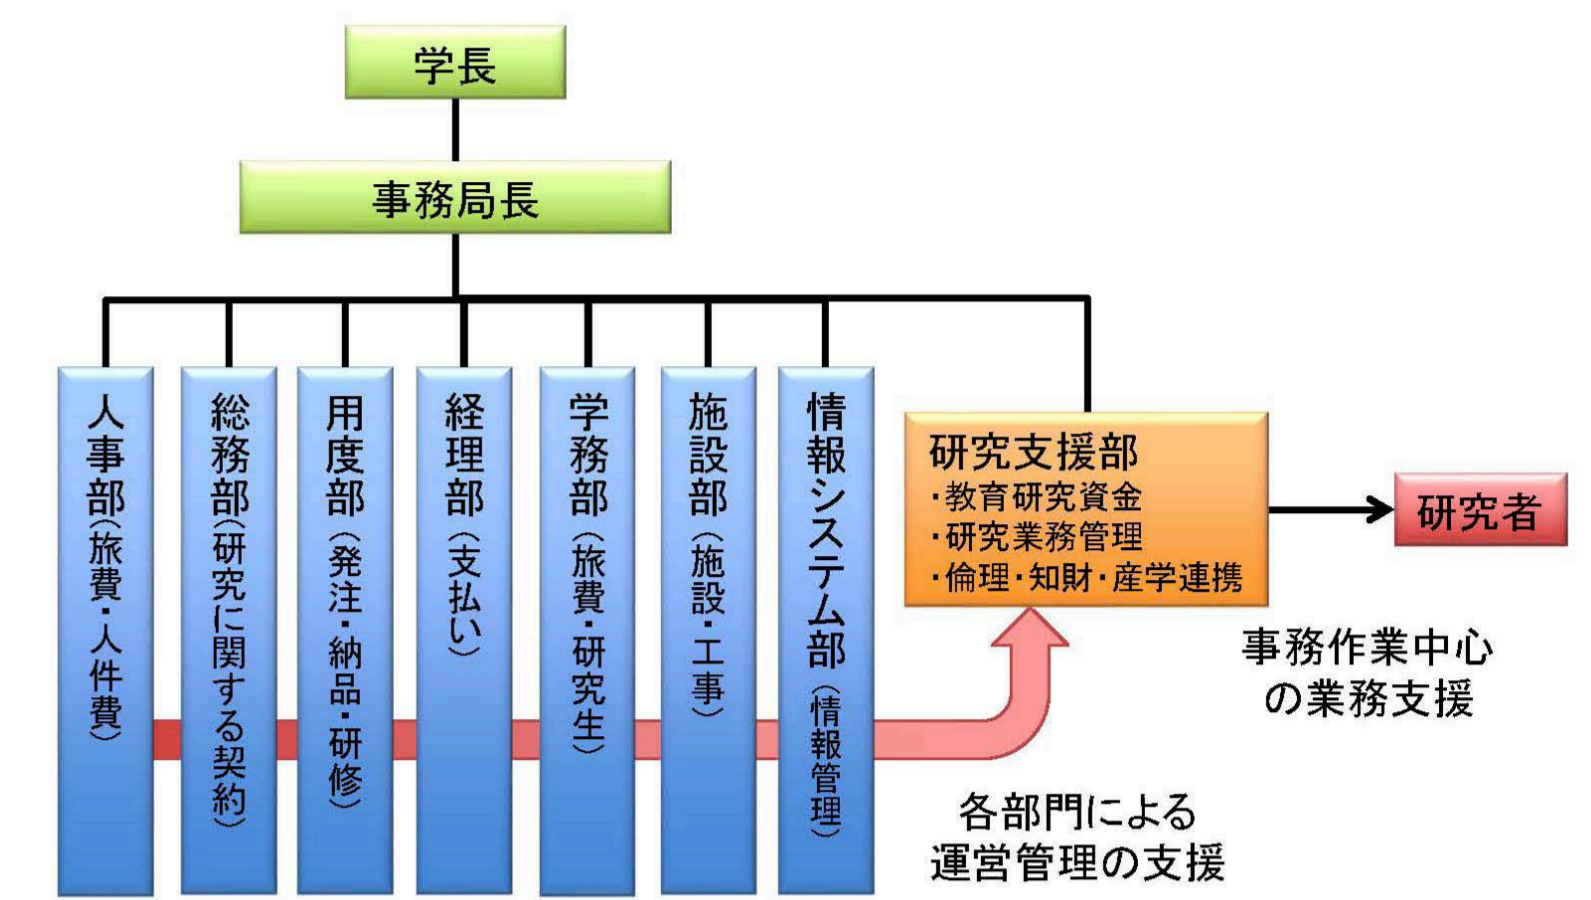 学長
事務局長
人事部(旅費・人件費)
総務部(研究に関する契約)
用度部(発注・納品・研修)
経理部(支払い)
学務部(旅費・研究生)
施設部(施設・工事)
情報システム部(情報管理)
研究支援部
・教育研究資金
・研究業務管理
・倫理・知財・産学連携
研究者
事務作業中心
の業務支援
各部門による
運営管理の支援